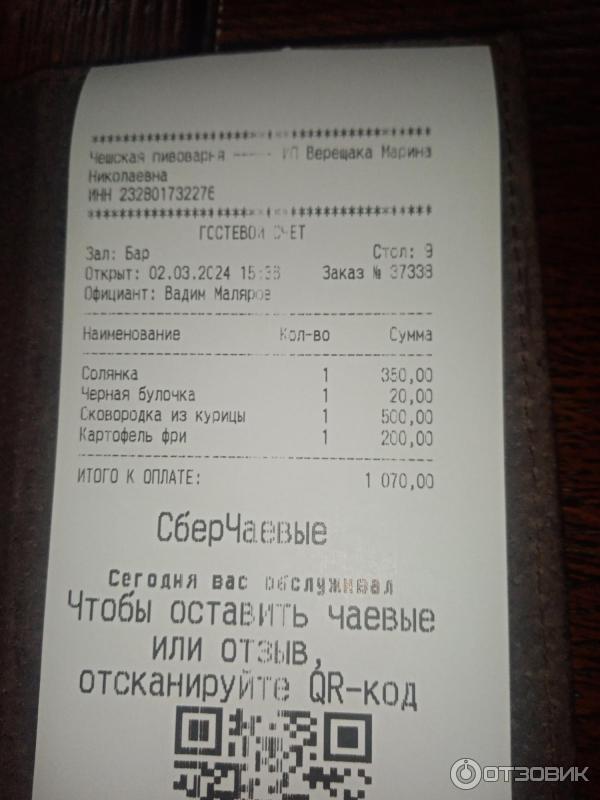 Чешская пивоварня ----- ИП Верещака Марина
Николаевна
ИНН 232801732276
ГОСТЕВОЙ СЧЕТ
Зал: Бар Стол: 9
Открыт: 02.03.2024 Заказ № 37338
Официант: Вадим Маляров
Наименование Кол-во Сумма
Солянка 1 350,00
Черная булочка 1 20,00
Сковородка из курицы 1 500,00
Картофель фри 1 200,00
ИТОГО К ОПЛАТЕ: 1 070,00
СберЧаевые
Сегодня вас обслуживал
Чтобы оставить чаевые
или отзыв,
отсканируйте QR-код
ОТЗОВИК